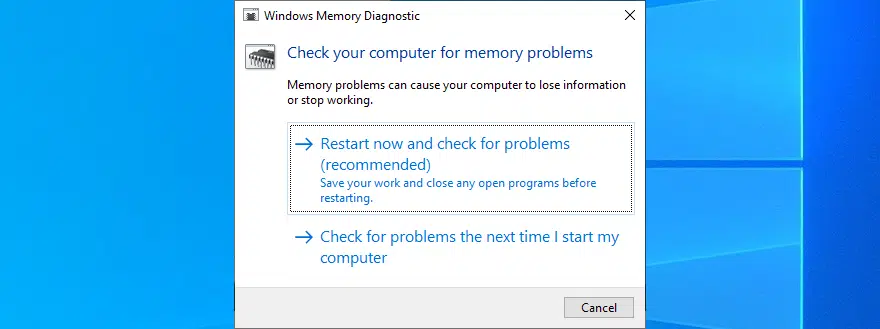 Windows Memory Diagnostic
Check your computer for memory problems
Memory problems can cause your computer to lose information
or stop working.
Restart now and check for problems
(recommended)
Save your work and close any open programs before
restarting.
Check for problems the next time I start my
computer
Cancel